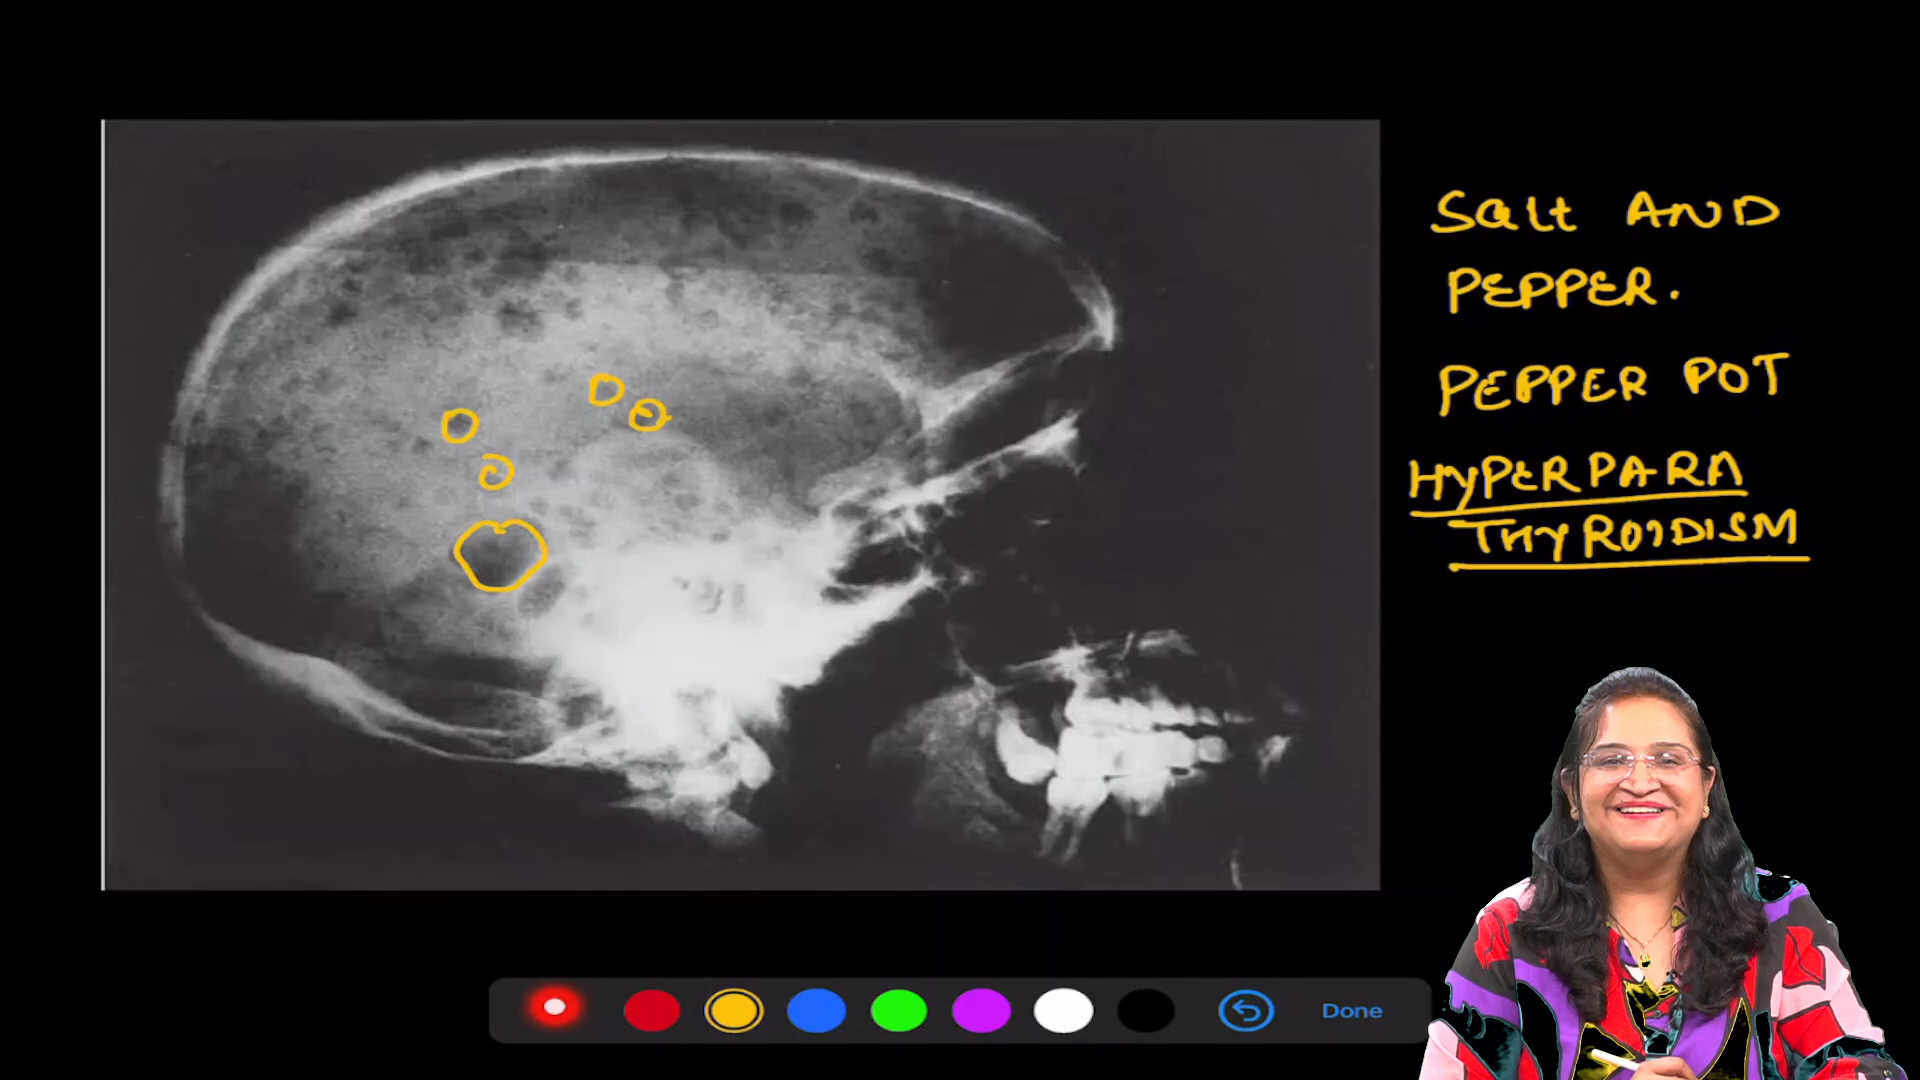 Salt AND
PEPPER.
PEPPER POT
HYPERPARA
THYROIDISM
Done